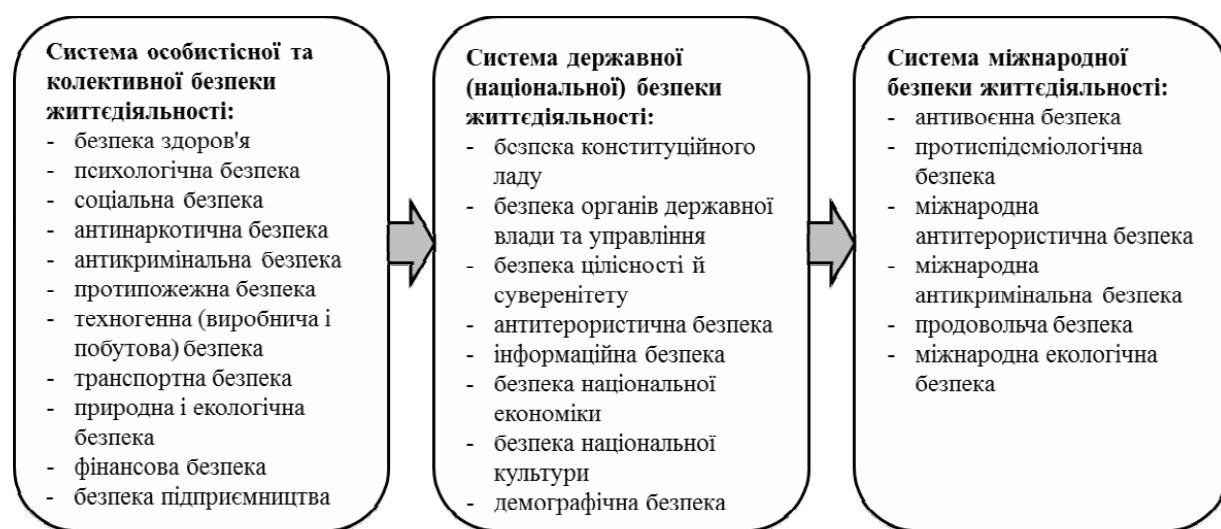 Система особистісної та
колективної безпеки
життєдіяльності:
- безпека здоров'я
- психологічна безпека
- соціальна безпека
- антинаркотична безпека
- антикримінальна безпека
- протипожежна безпека
- техногенна (виробнича і
побутова) безпека
- транспортна безпека
- природна і екологічна
безпека
- фінансова безпека
- безпека підприємництва
Система державної
(національної) безпеки
життєдіяльності:
- безпека конституційного
ладу
- безпека органів державної
влади та управління
- безпека цілісності й
суверенітету
- антитерористична безпека
- інформаційна безпека
- безпека національної
економіки
- безпека національної
культури
- демографічна безпека
Система міжнародної
безпеки життєдіяльності:
- антивоєнна безпека
- протиепідеміологічна
безпека
- міжнародна
антитерористична безпека
- міжнародна
антикримінальна безпека
- продовольча безпека
- міжнародна екологічна
безпека